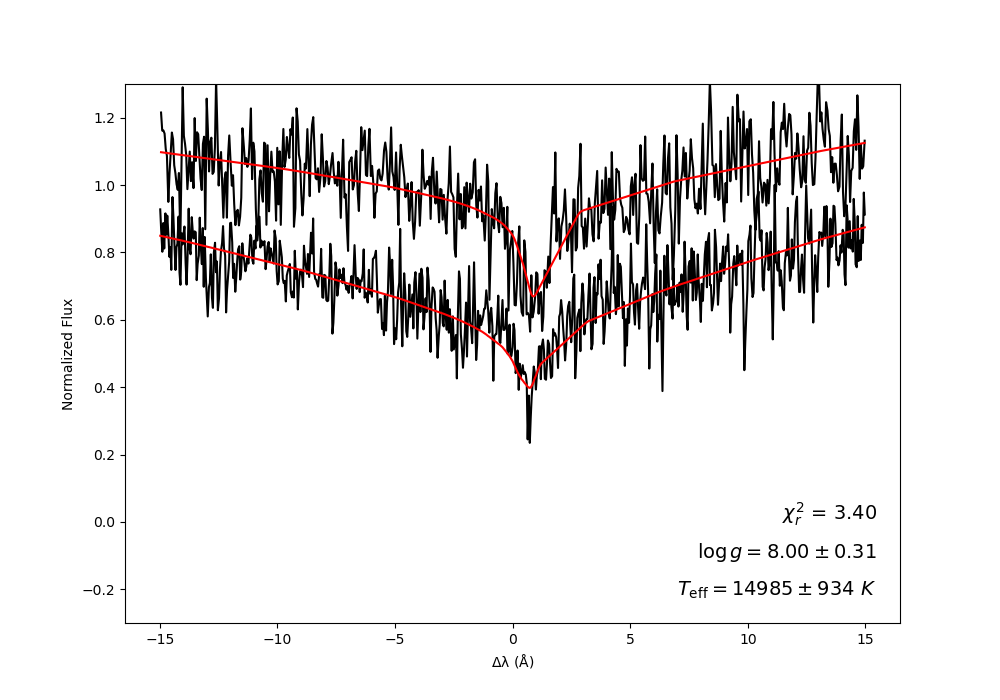 1.2
1.0
0.8
0.6
0.4
0.2
0.0
−0.2
Normalized Flux
χ²ᵣ = 3.40
log g = 8.00 ± 0.31
T_eff = 14985 ± 934 K
−15 −10 −5 0 5 10 15
Δλ (Å)